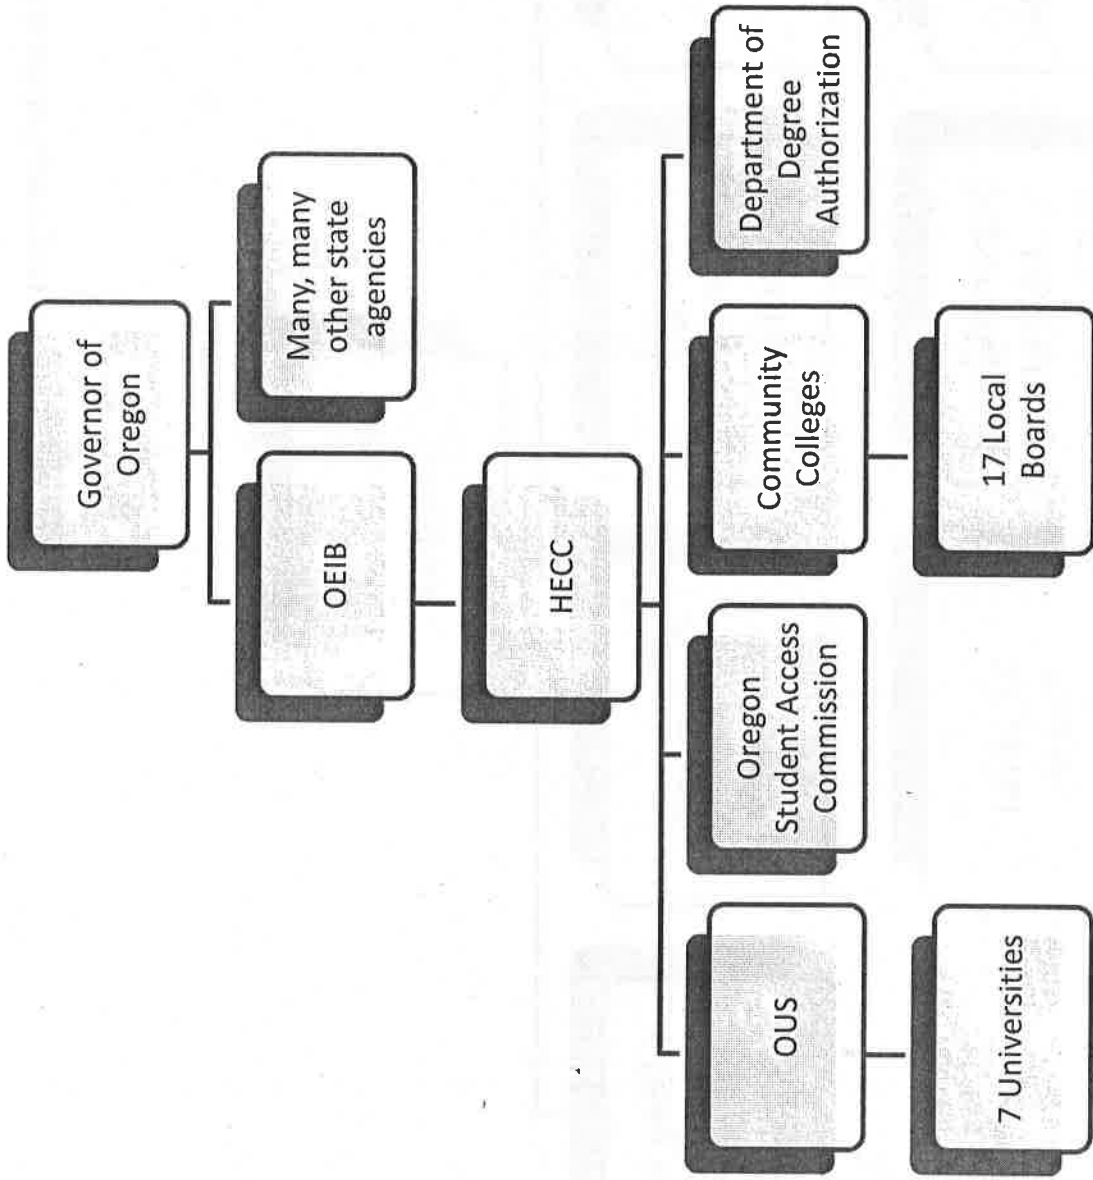 Governor of
Oregon
OEIB
Many, many
other state
agencies
HECC
OUS
Oregon
Student Access
Commission
Community
Colleges
Department of
Degree
Authorization
7 Universities
17 Local
Boards